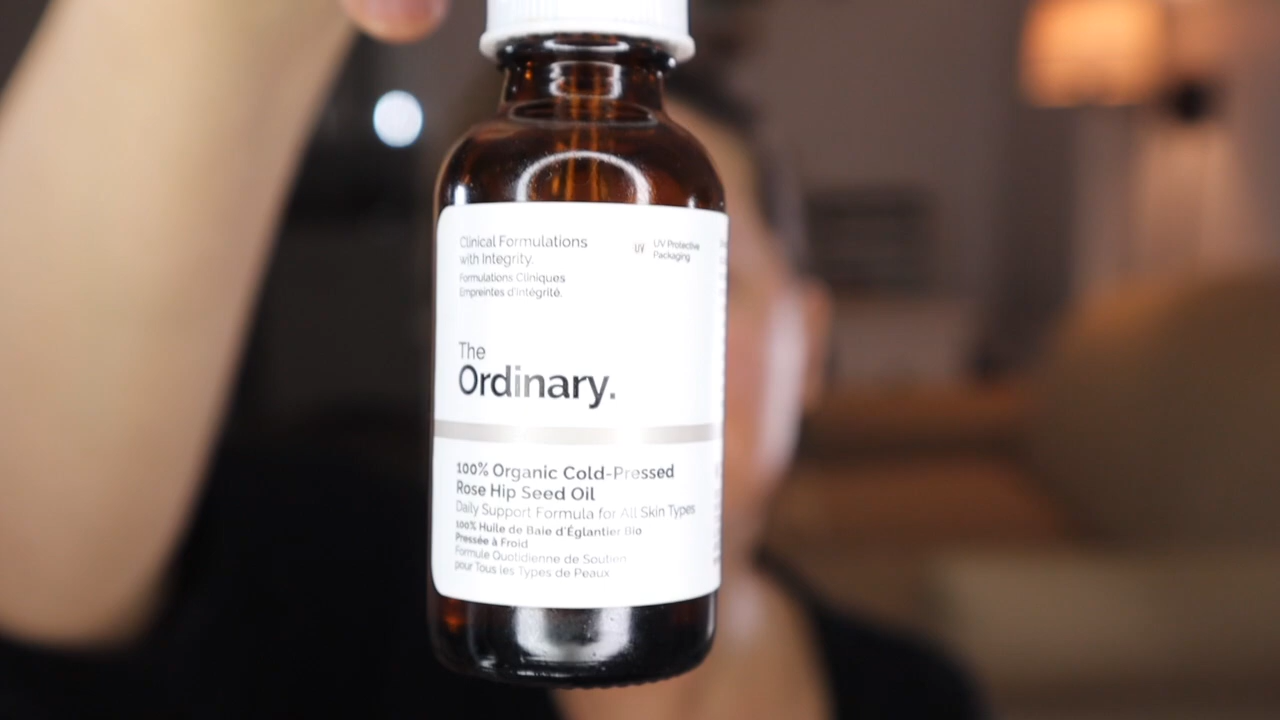 Clinical Formulations
with Integrity.
Formulations Cliniques
Empreintes d'intégrité.
UV
UV Protective
Packaging
The
Ordinary.
100% Organic Cold-Pressed
Rose Hip Seed Oil
Daily Support Formula for All Skin Types
100% Huile de Baie d'Églantier Bio
Pressée à Froid
Formule Quotidienne de Soutien
pour Tous les Types de Peaux